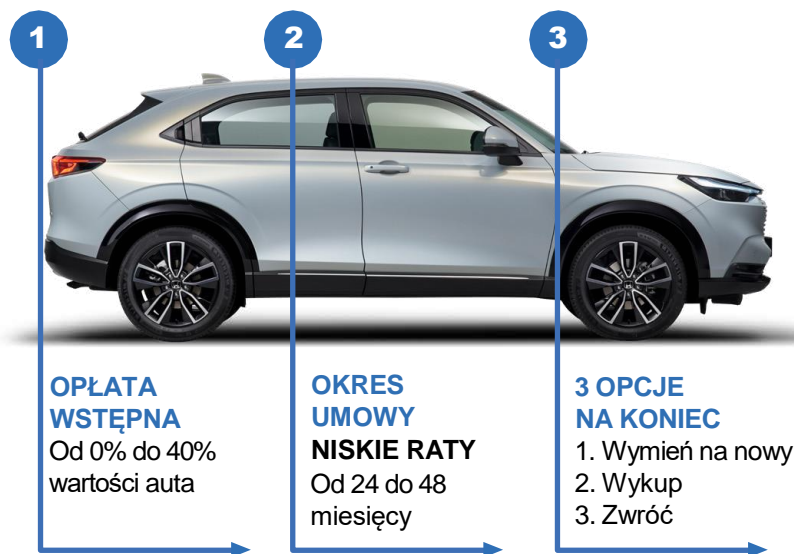 1
2
3
OPŁATA
WSTĘPNA
Od 0% do 40%
wartości auta
OKRES
UMOWY
NISKIE RATY
Od 24 do 48
miesięcy
3 OPCJE
NA KONIEC
1. Wymień na nowy
2. Wykup
3. Zwróć